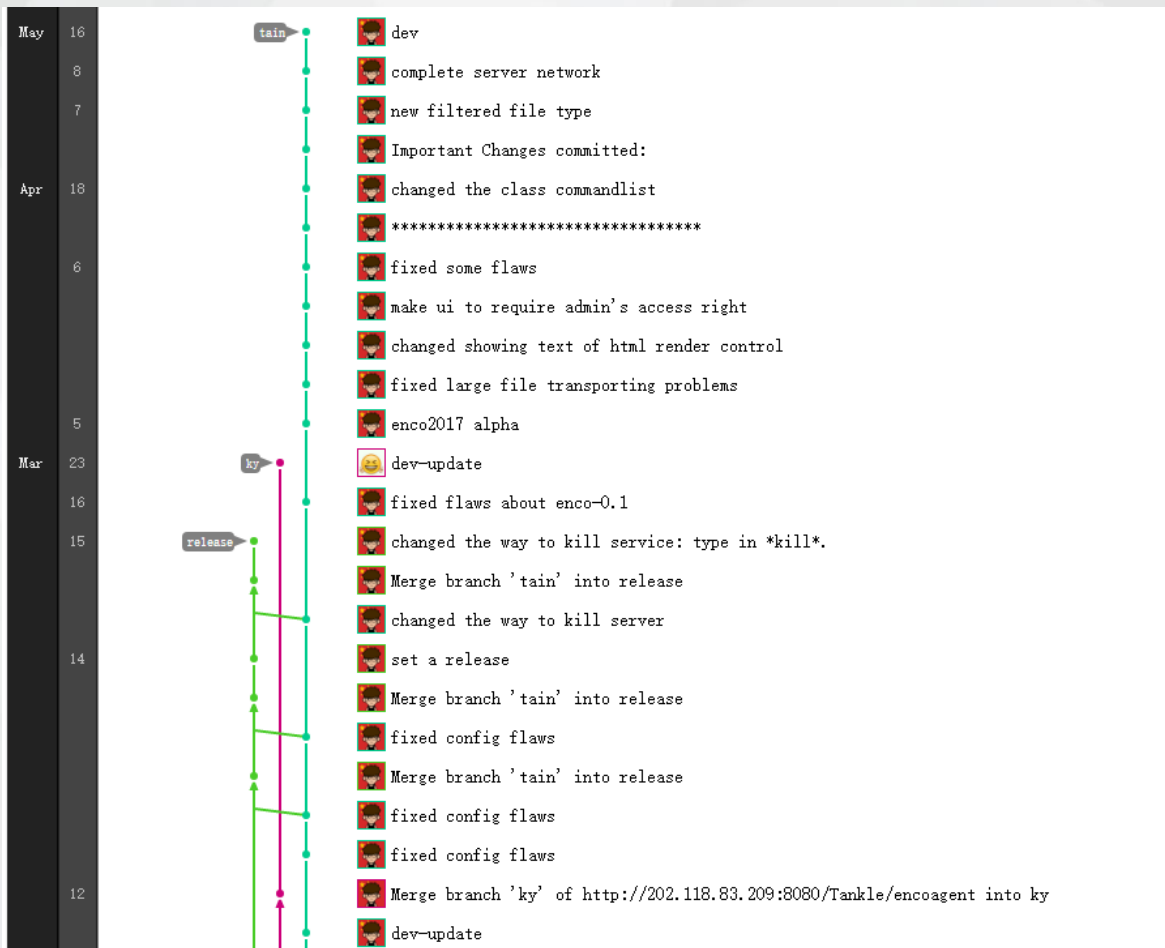 May 16 tain dev
8 complete server network
7 new filtered file type
Important Changes committed:
Apr 18 changed the class commandlist
**********************************
6 fixed some flaws
make ui to require admin's access right
changed showing text of html render control
fixed large file transporting problems
5 enco2017 alpha
Mar 23 ky dev-update
16 fixed flaws about enco-0.1
15 release changed the way to kill service: type in *kill*.
Merge branch 'tain' into release
changed the way to kill server
14 set a release
Merge branch 'tain' into release
fixed config flaws
Merge branch 'tain' into release
fixed config flaws
fixed config flaws
12 Merge branch 'ky' of http://202.118.83.209:8080/Tankle/encoagent into ky
dev-update